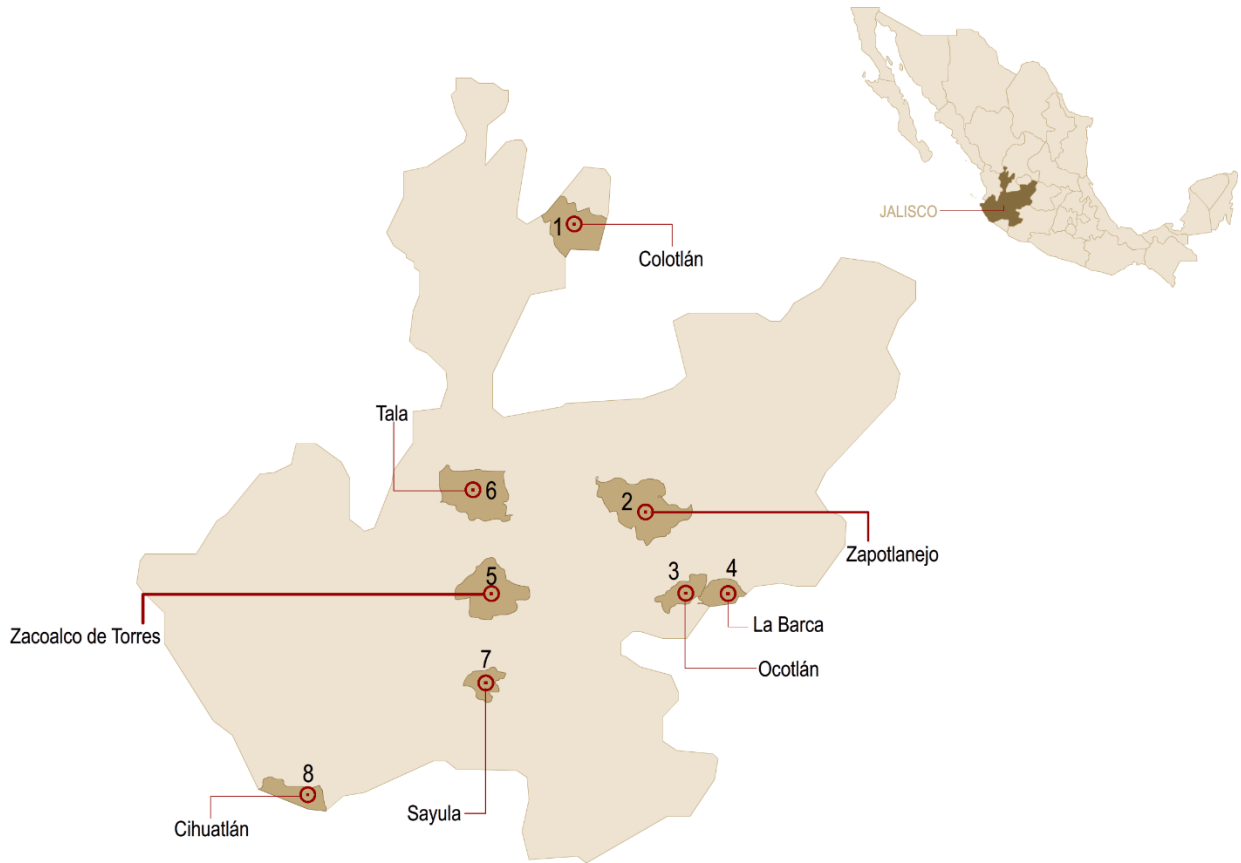 JALISCO
1
Colotlán
Tala
6
2
Zapotlanejo
5
3
4
Zacoalco de Torres
La Barca
Ocotlán
7
8
Sayula
Cihuatlán